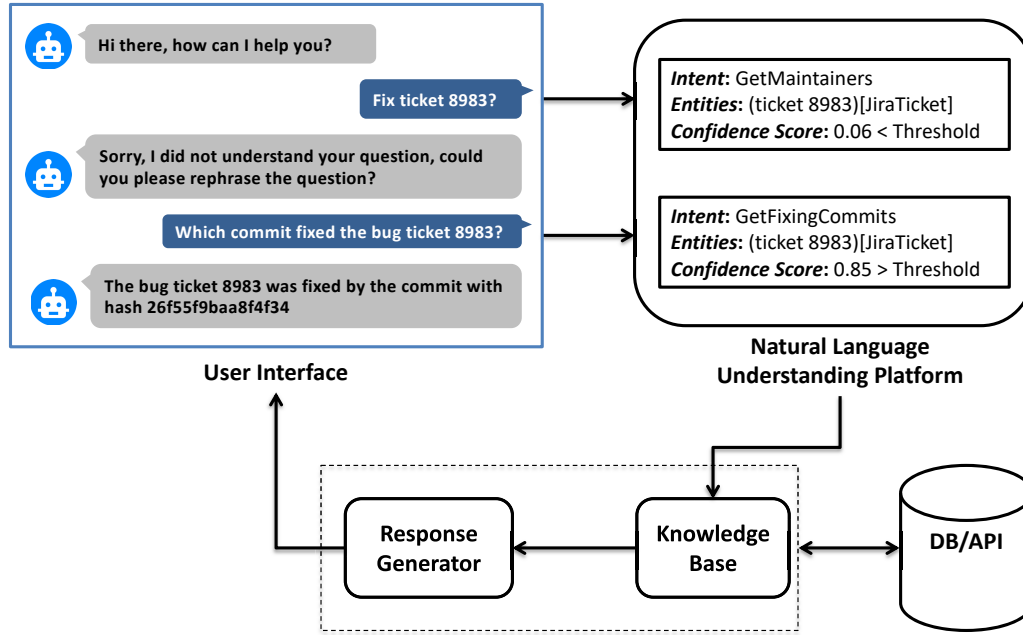 Hi there, how can I help you?
Fix ticket 8983?
Sorry, I did not understand your question, could
you please rephrase the question?
Which commit fixed the bug ticket 8983?
The bug ticket 8983 was fixed by the commit with
hash 26f55f9baa8f4f34
User Interface
Intent: GetMaintainers
Entities: (ticket 8983)[JiraTicket]
Confidence Score: 0.06 < Threshold
Intent: GetFixingCommits
Entities: (ticket 8983)[JiraTicket]
Confidence Score: 0.85 > Threshold
Natural Language
Understanding Platform
Response
Generator
Knowledge
Base
DB/API